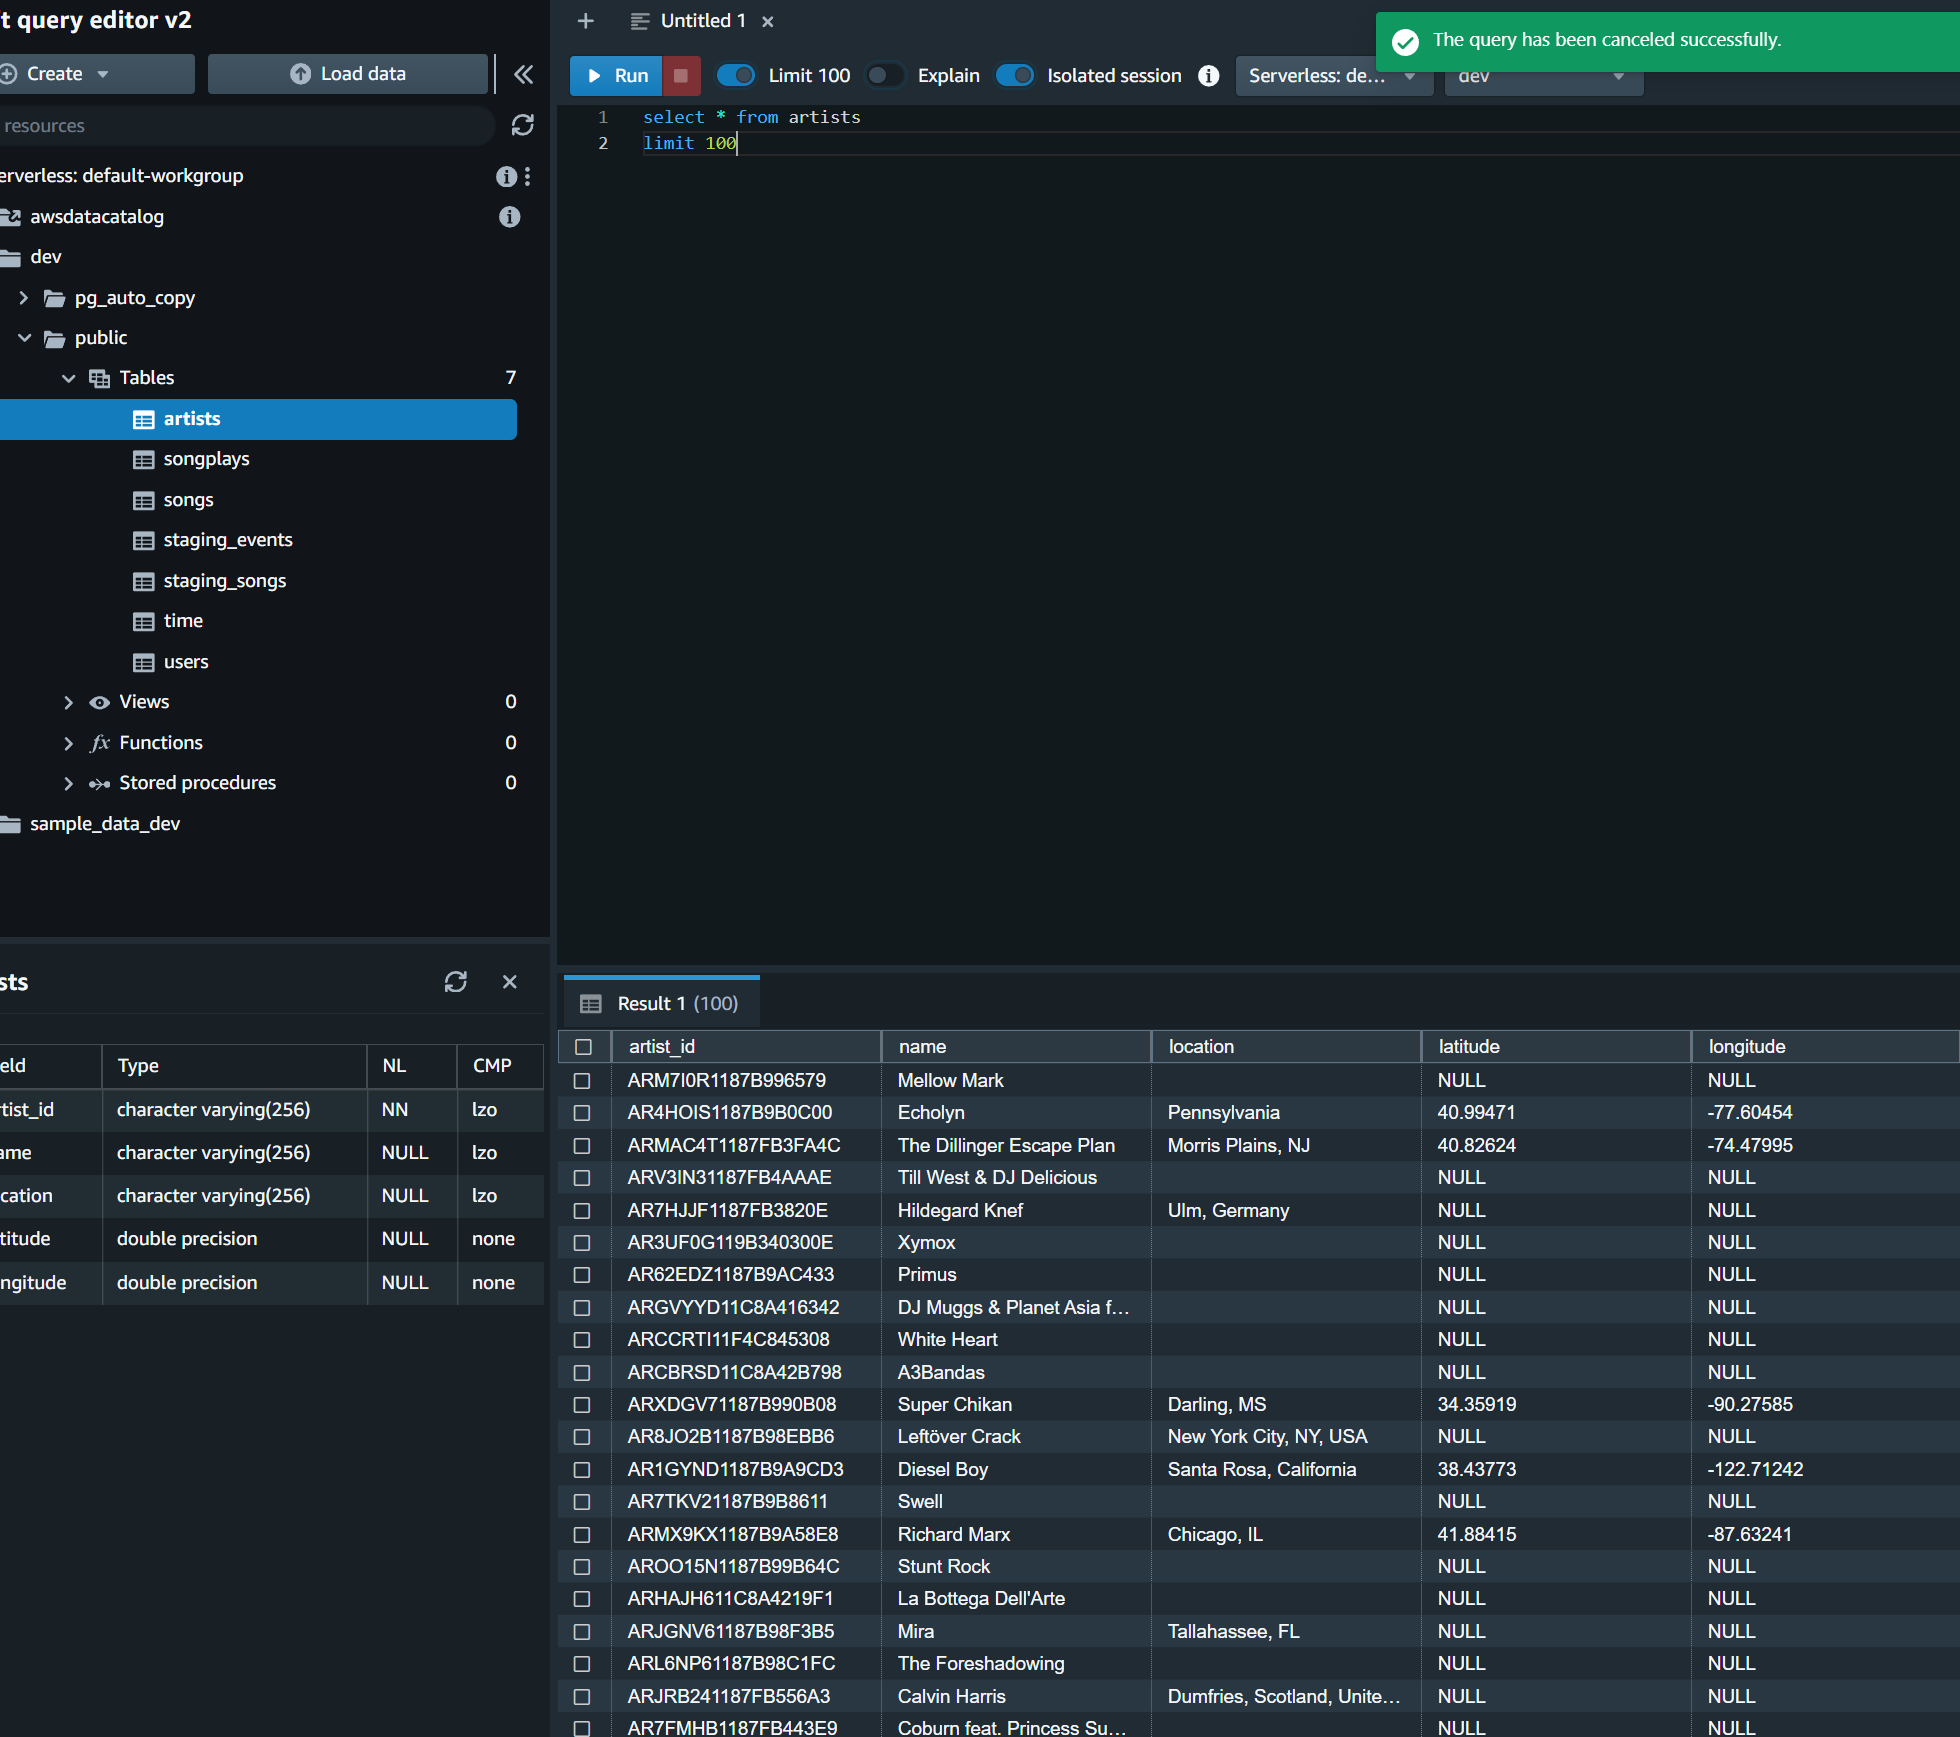 t query editor v2
Create
Load data
resources
erverless: default-workgroup
awsdatacatalog
dev
pg_auto_copy
public
Tables 7
artists
songplays
songs
staging_events
staging_songs
time
users
Views 0
fx Functions 0
Stored procedures 0
sample_data_dev
Untitled 1
The query has been canceled successfully.
Run
Limit 100
Explain
Isolated session
Serverless: de...
dev
1 select * from artists
2 limit 100
sts
eld Type NL CMP
tist_id character varying(256) NN lzo
ame character varying(256) NULL lzo
cation character varying(256) NULL lzo
titude double precision NULL none
ngitude double precision NULL none
Result 1 (100)
artist_id name location latitude longitude
ARM7I0R1187B996579 Mellow Mark NULL NULL
AR4HOIS1187B9B0C00 Echolyn Pennsylvania 40.99471 -77.60454
ARMAC4T1187FB3FA4C The Dillinger Escape Plan Morris Plains, NJ 40.82624 -74.47995
ARV3IN31187FB4AAAE Till West & DJ Delicious NULL NULL
AR7HJJF1187FB3820E Hildegard Knef Ulm, Germany NULL NULL
AR3UF0G119B340300E Xymox NULL NULL
AR62EDZ1187B9AC433 Primus NULL NULL
ARGVYYD11C8A416342 DJ Muggs & Planet Asia f... NULL NULL
ARCCRTI11F4C845308 White Heart NULL NULL
ARCBRSD11C8A42B798 A3Bandas NULL NULL
ARXDGV71187B990B08 Super Chikan Darling, MS 34.35919 -90.27585
AR8JO2B1187B98EBB6 Leftöver Crack New York City, NY, USA NULL NULL
AR1GYND1187B9A9CD3 Diesel Boy Santa Rosa, California 38.43773 -122.71242
AR7TKV21187B9B8611 Swell NULL NULL
ARMX9KX1187B9A58E8 Richard Marx Chicago, IL 41.88415 -87.63241
AROO15N1187B99B64C Stunt Rock NULL NULL
ARHAJH611C8A4219F1 La Bottega Dell'Arte NULL NULL
ARJGNV61187B98F3B5 Mira Tallahassee, FL NULL NULL
ARL6NP61187B98C1FC The Foreshadowing NULL NULL
ARJRB241187FB556A3 Calvin Harris Dumfries, Scotland, Unite... NULL NULL
AR7FMHB1187FB443E9 Coburn feat. Princess Su... NULL NULL